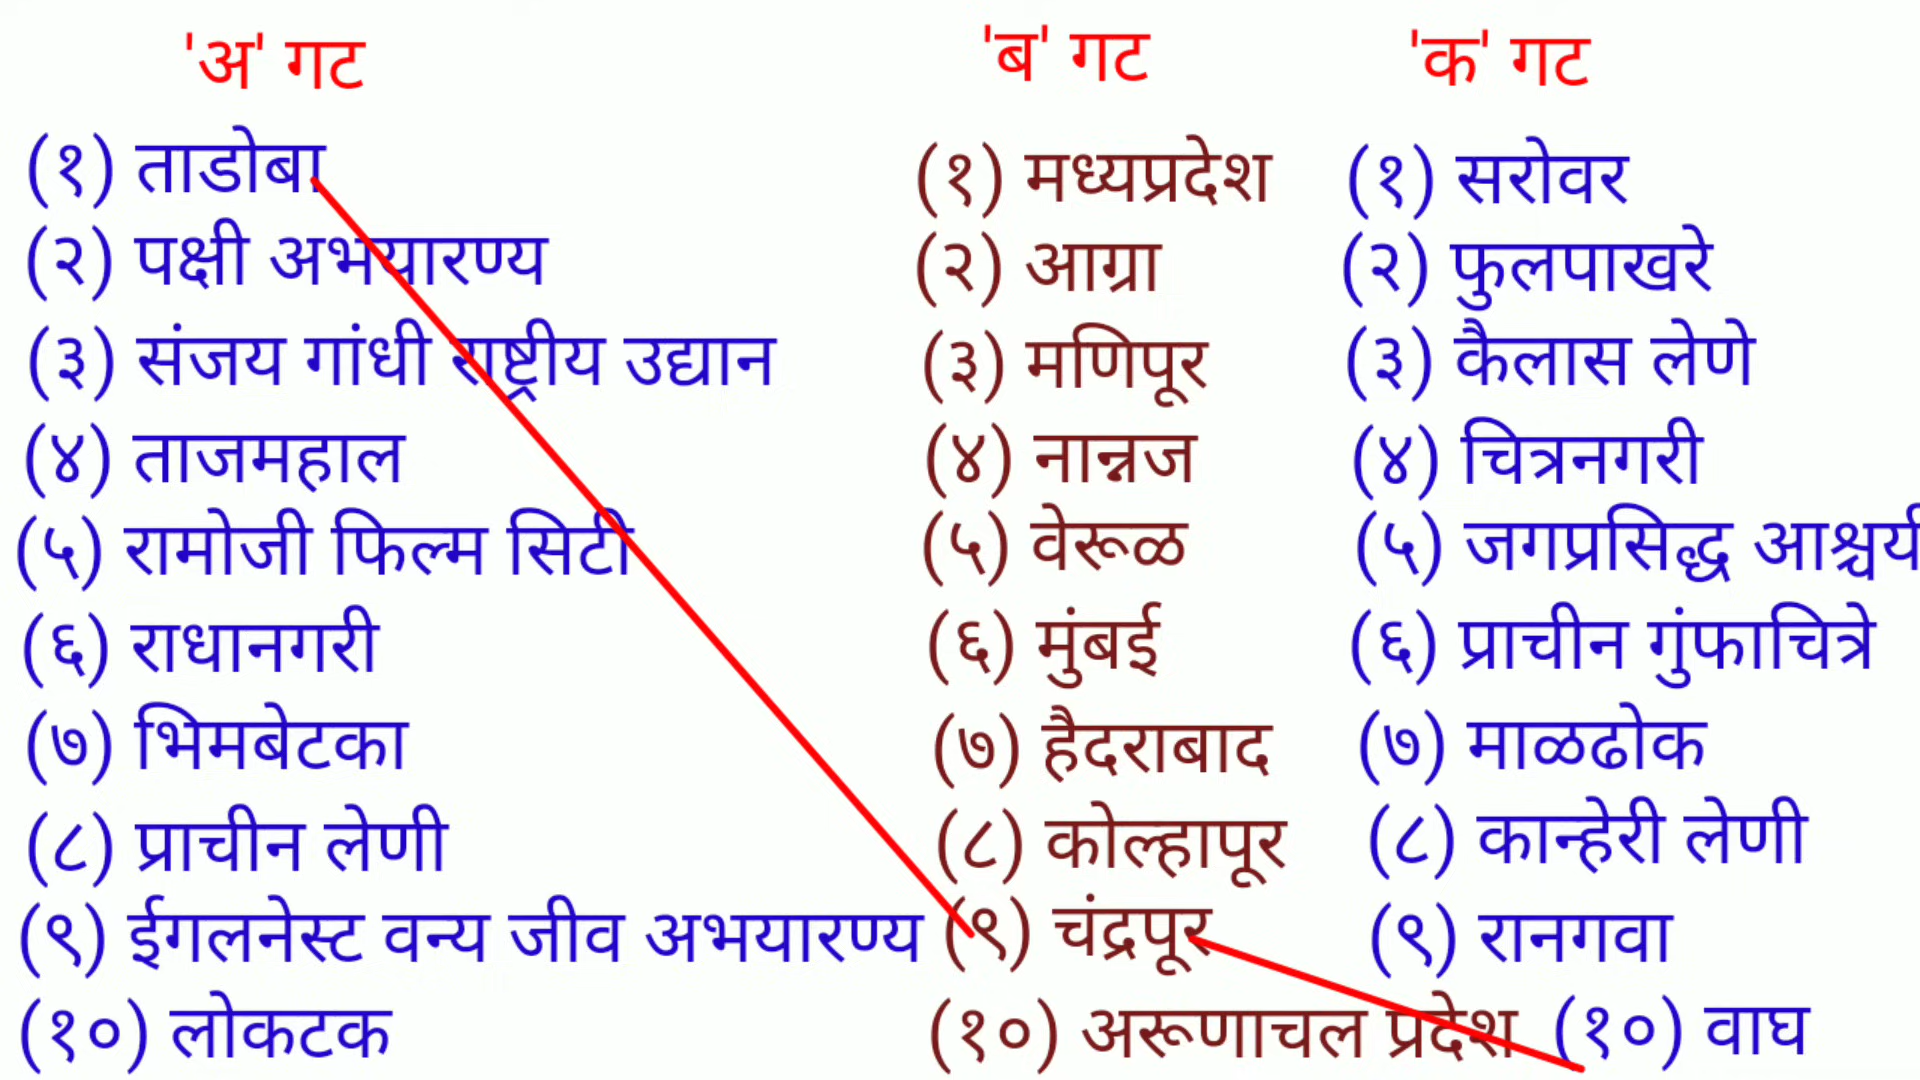 'अ' गट 'ब' गट 'क' गट
(१) ताडोबा (१) मध्यप्रदेश (१) सरोवर
(२) पक्षी अभयारण्य (२) आग्रा (२) फुलपाखरे
(३) संजय गांधी राष्ट्रीय उद्यान (३) मणिपूर (३) कैलास लेणे
(४) ताजमहाल (४) नान्नज (४) चित्रनगरी
(५) रामोजी फिल्म सिटी (५) वेरूळ (५) जगप्रसिद्ध आश्चर्य
(६) राधानगरी (६) मुंबई (६) प्राचीन गुंफाचित्रे
(७) भिमबेटका (७) हैदराबाद (७) माळढोक
(८) प्राचीन लेणी (८) कोल्हापूर (८) कान्हेरी लेणी
(९) ईगलनेस्ट वन्य जीव अभयारण्य (९) चंद्रपूर (९) रानगवा
(१०) लोकटक (१०) अरूणाचल प्रदेश (१०) वाघ